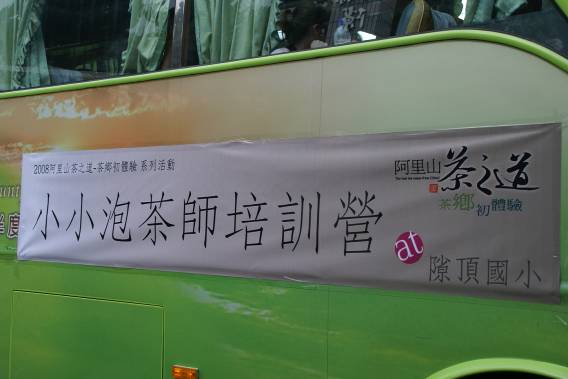 2008阿里山茶之道-茶鄉初體驗 系列活動
小小泡茶師培訓營
at
阿里山茶之道
茶鄉初體驗
隙頂國小